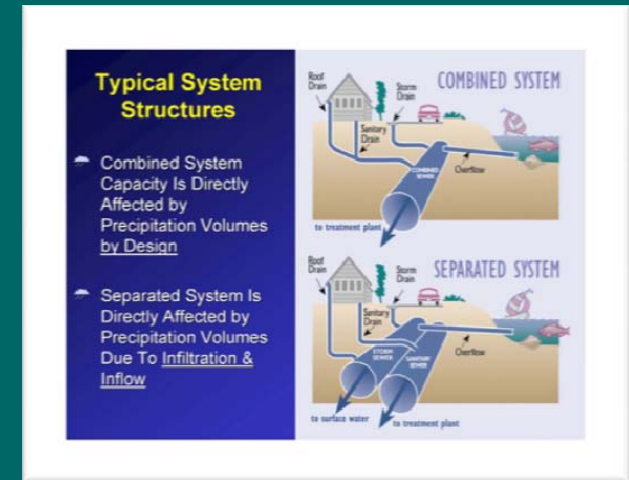 Typical System
Structures
Combined System
Capacity Is Directly
Affected by
Precipitation Volumes
by Design
Separated System Is
Directly Affected by
Precipitation Volumes
Due To Infiltration &
Inflow
COMBINED SYSTEM
Roof
Drain
Storm
Drain
Sanitary
Drain
COMBINED
SEWER
Overflow
to treatment plant
SEPARATED SYSTEM
Roof
Drain
Storm
Drain
Sanitary
Drain
STORM
SEWER
SANITARY
SEWER
Overflow
to surface water
to treatment plant